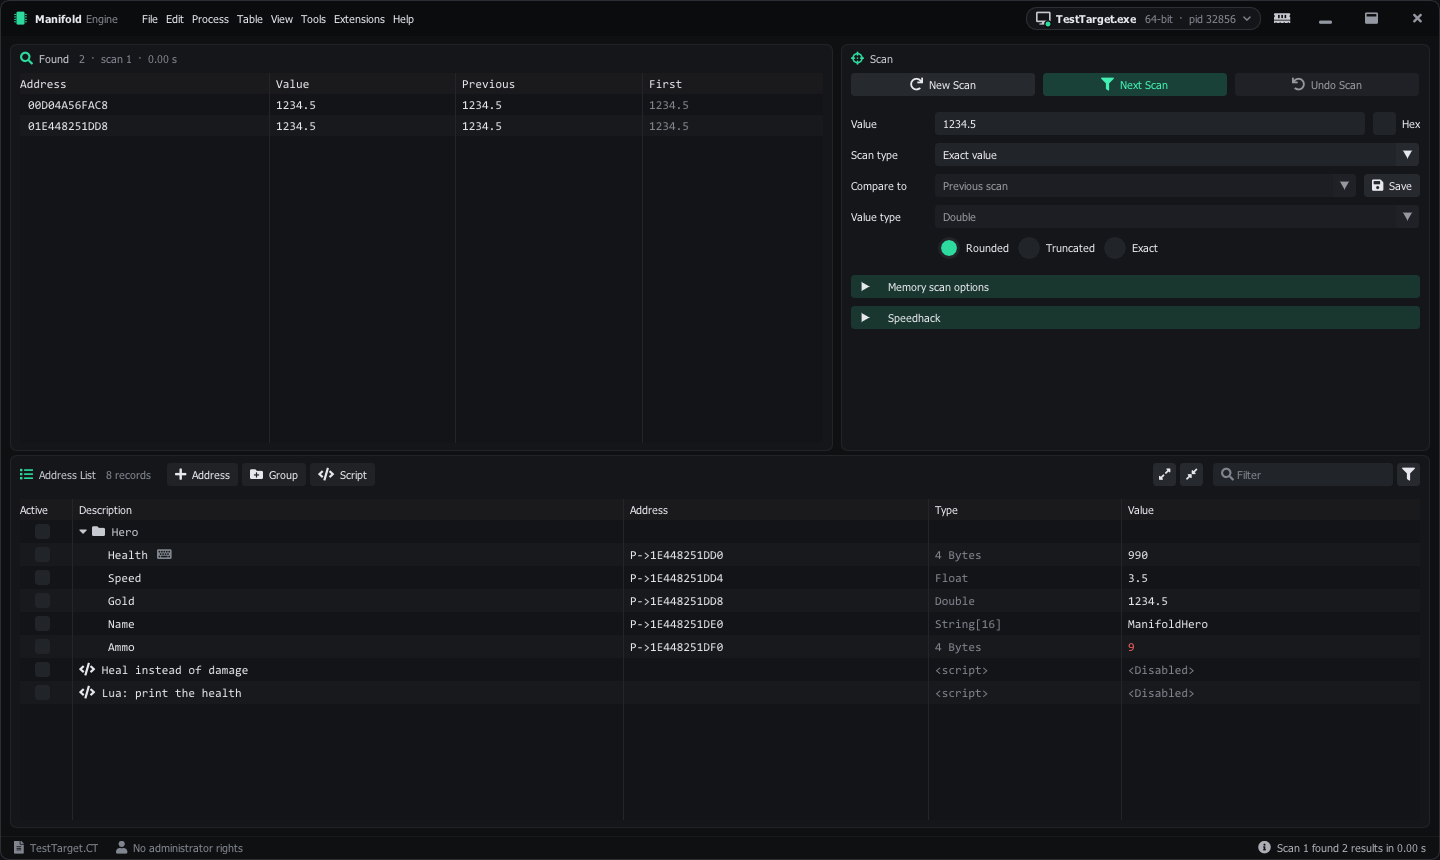 Manifold Engine File Edit Process Table View Tools Extensions Help TestTarget.exe 64-bit · pid 32856
Found 2 · scan 1 · 0.00 s
Address Value Previous First
00D04A56FAC8 1234.5 1234.5 1234.5
01E448251DD8 1234.5 1234.5 1234.5
Scan
New Scan Next Scan Undo Scan
Value 1234.5 Hex
Scan type Exact value
Compare to Previous scan Save
Value type Double
Rounded Truncated Exact
Memory scan options
Speedhack
Address List 8 records Address Group Script Filter
Active Description Address Type Value
Hero
Health P->1E448251DD0 4 Bytes 990
Speed P->1E448251DD4 Float 3.5
Gold P->1E448251DD8 Double 1234.5
Name P->1E448251DE0 String[16] ManifoldHero
Ammo P->1E448251DF0 4 Bytes 9
Heal instead of damage <script> <Disabled>
Lua: print the health <script> <Disabled>
TestTarget.CT No administrator rights Scan 1 found 2 results in 0.00 s